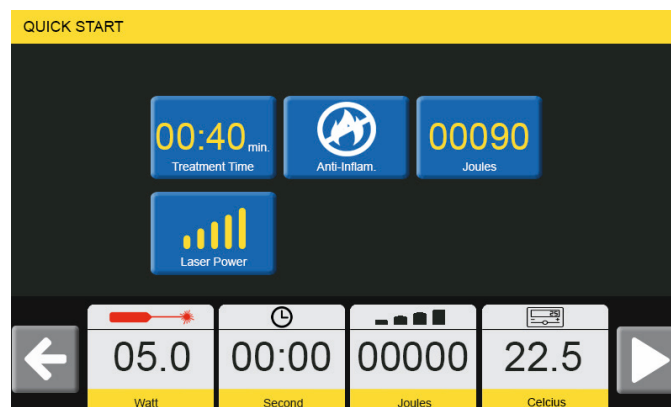 QUICK START
00:40 min.
Treatment Time
Anti-Inflam.
00090
Joules
Laser Power
25
05.0
00:00
00000
22.5
Watt
Second
Joules
Celcius